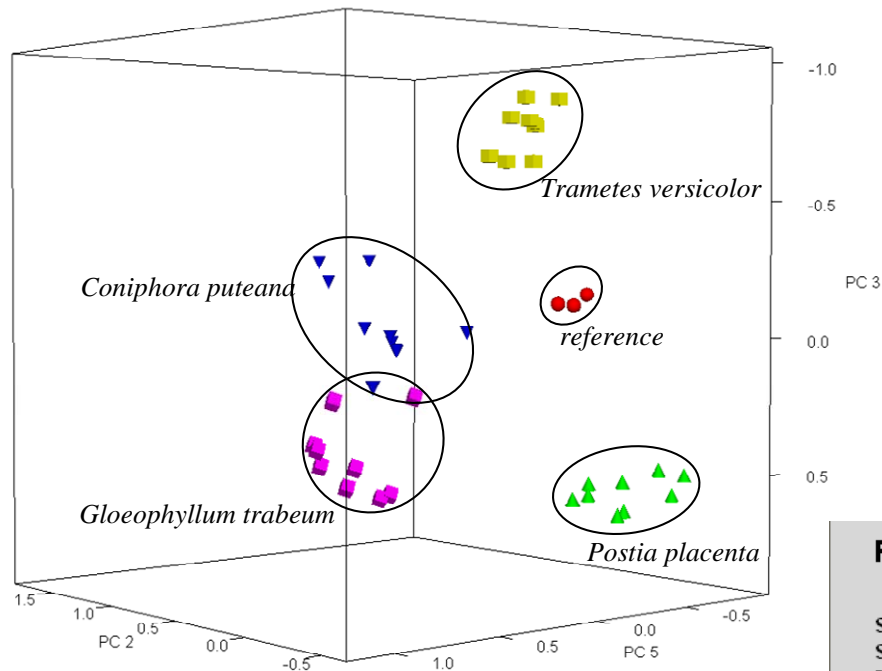 -1.0
Trametes versicolor
-0.5
Coniphora puteana
PC 3
reference
0.0
0.5
Gloeophyllum trabeum
Postia placenta
1.5
1.0
0.5
0.0
-0.5
PC 2
1.0
0.5
0.0
-0.5
PC 5